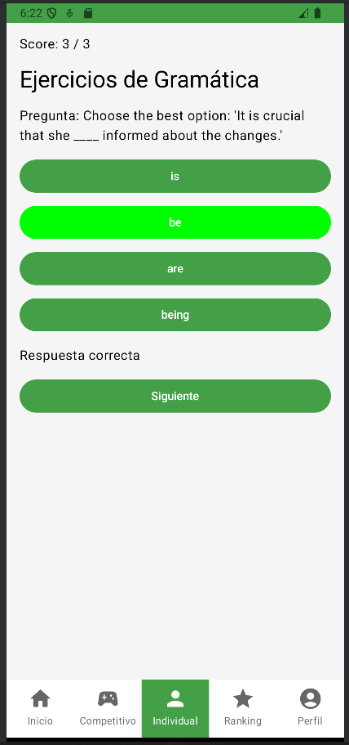 6:22
Score: 3 / 3
Ejercicios de Gramática
Pregunta: Choose the best option: 'It is crucial
that she ____ informed about the changes.'
is
be
are
being
Respuesta correcta
Siguiente
Inicio
Competitivo
Individual
Ranking
Perfil